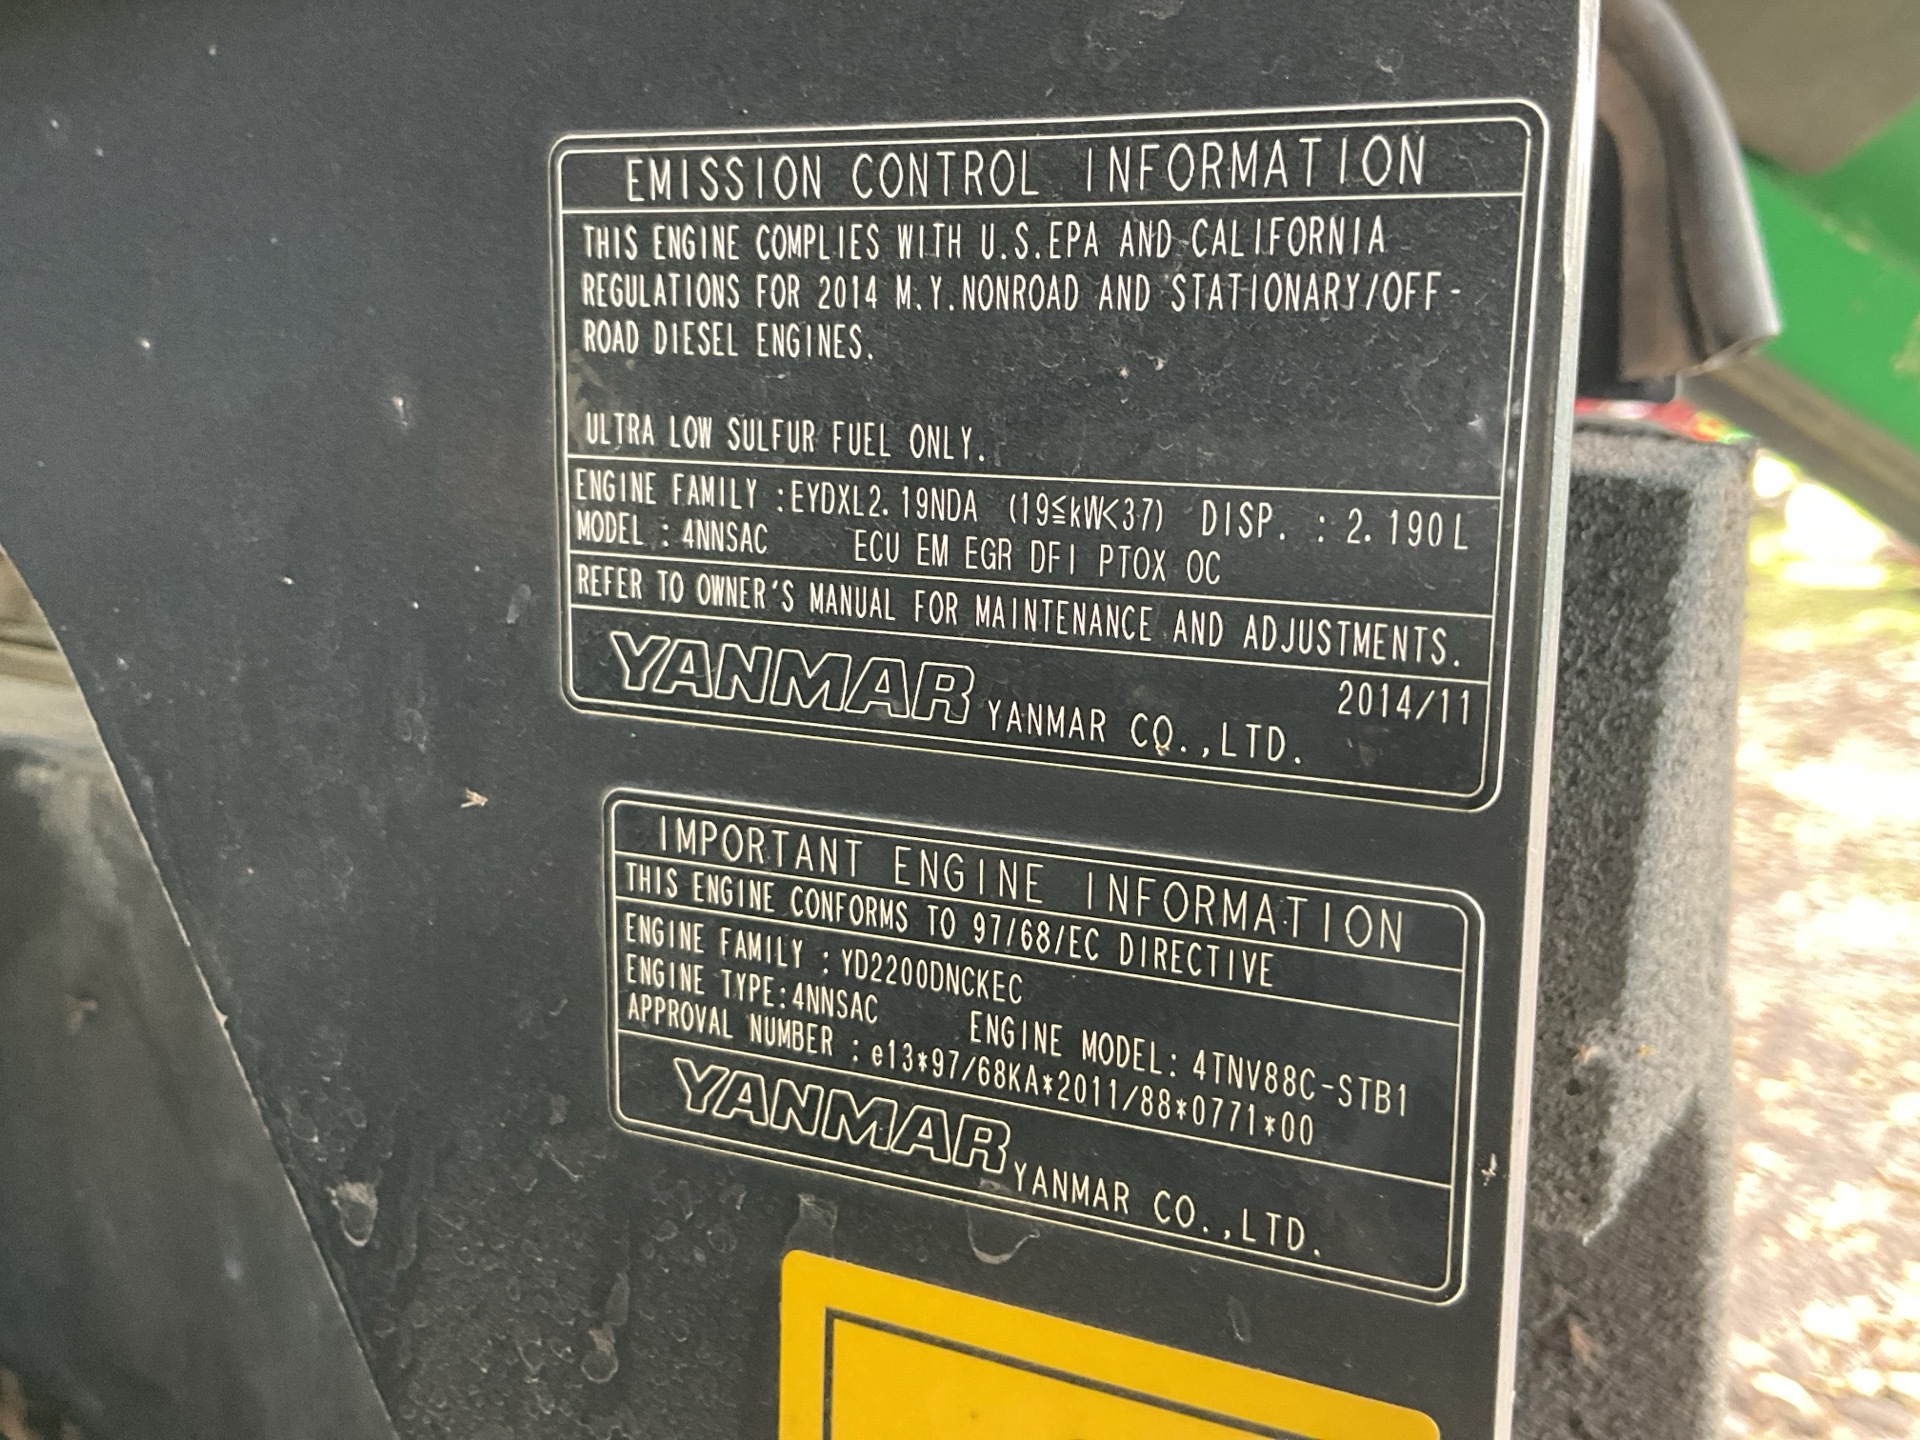 EMISSION CONTROL INFORMATION
THIS ENGINE COMPLIES WITH U.S.EPA AND CALIFORNIA
REGULATIONS FOR 2014 M.Y.NONROAD AND STATIONARY/OFF-
ROAD DIESEL ENGINES.
ULTRA LOW SULFUR FUEL ONLY.
ENGINE FAMILY :EYDXL2.19NDA (19≦kW<37) DISP. : 2.190L
MODEL : 4NNSAC ECU EM EGR DFI PTOX OC
REFER TO OWNER'S MANUAL FOR MAINTENANCE AND ADJUSTMENTS.
2014/11
YANMAR YANMAR CO.,LTD.
IMPORTANT ENGINE INFORMATION
THIS ENGINE CONFORMS TO 97/68/EC DIRECTIVE
ENGINE FAMILY : YD2200DNCKEC
ENGINE TYPE:4NNSAC ENGINE MODEL: 4TNV88C-STB1
APPROVAL NUMBER : e13*97/68KA*2011/88*0771*00
YANMAR YANMAR CO.,LTD.